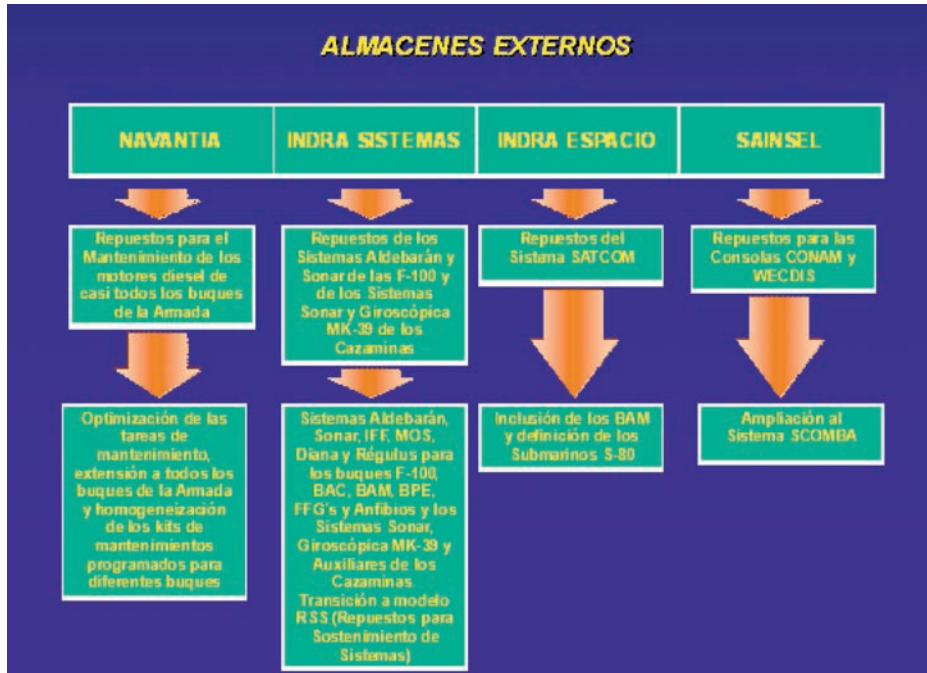 ALMACENES EXTERNOS
NAVANTIA
INDRA SISTEMAS
INDRA ESPACIO
SAINSEL
Repuestos para el
Mantenimiento de los
motores diesel de
casi todos los buques
de la Armada
Repuestos de los
Sistemas Aldebarán y
Sonar de las F-100 y
de los Sistemas
Sonar y Giroscópica
MK-39 de los
Cazaminas
Repuestos del
Sistama SATCOM
Repuestos para las
Consolas CONAM y
WECDIS
Optimización de las
tareas de
mantenimiento,
extensión a todos los
buques de la Armada
y homogeneización
de los kits de
mantenimientos
programados para
diferentes buques
Sistemas Aldebarán,
Sonar, IFF, MOS,
Diana y Régulus para
los buques F-100,
BAC, BAM, BPE,
FFG's y Anfibios y los
Sistemas Sonar,
Giroscópica MK-39 y
Auxiliares de los
Cazaminas.
Transición a modelo
RSS (Repuestos para
Sostenimiento de
Sistemas)
Inclusión de los BAM
y definición de los
Submarinos S-80
Ampliación al
Sistema SCOMBA